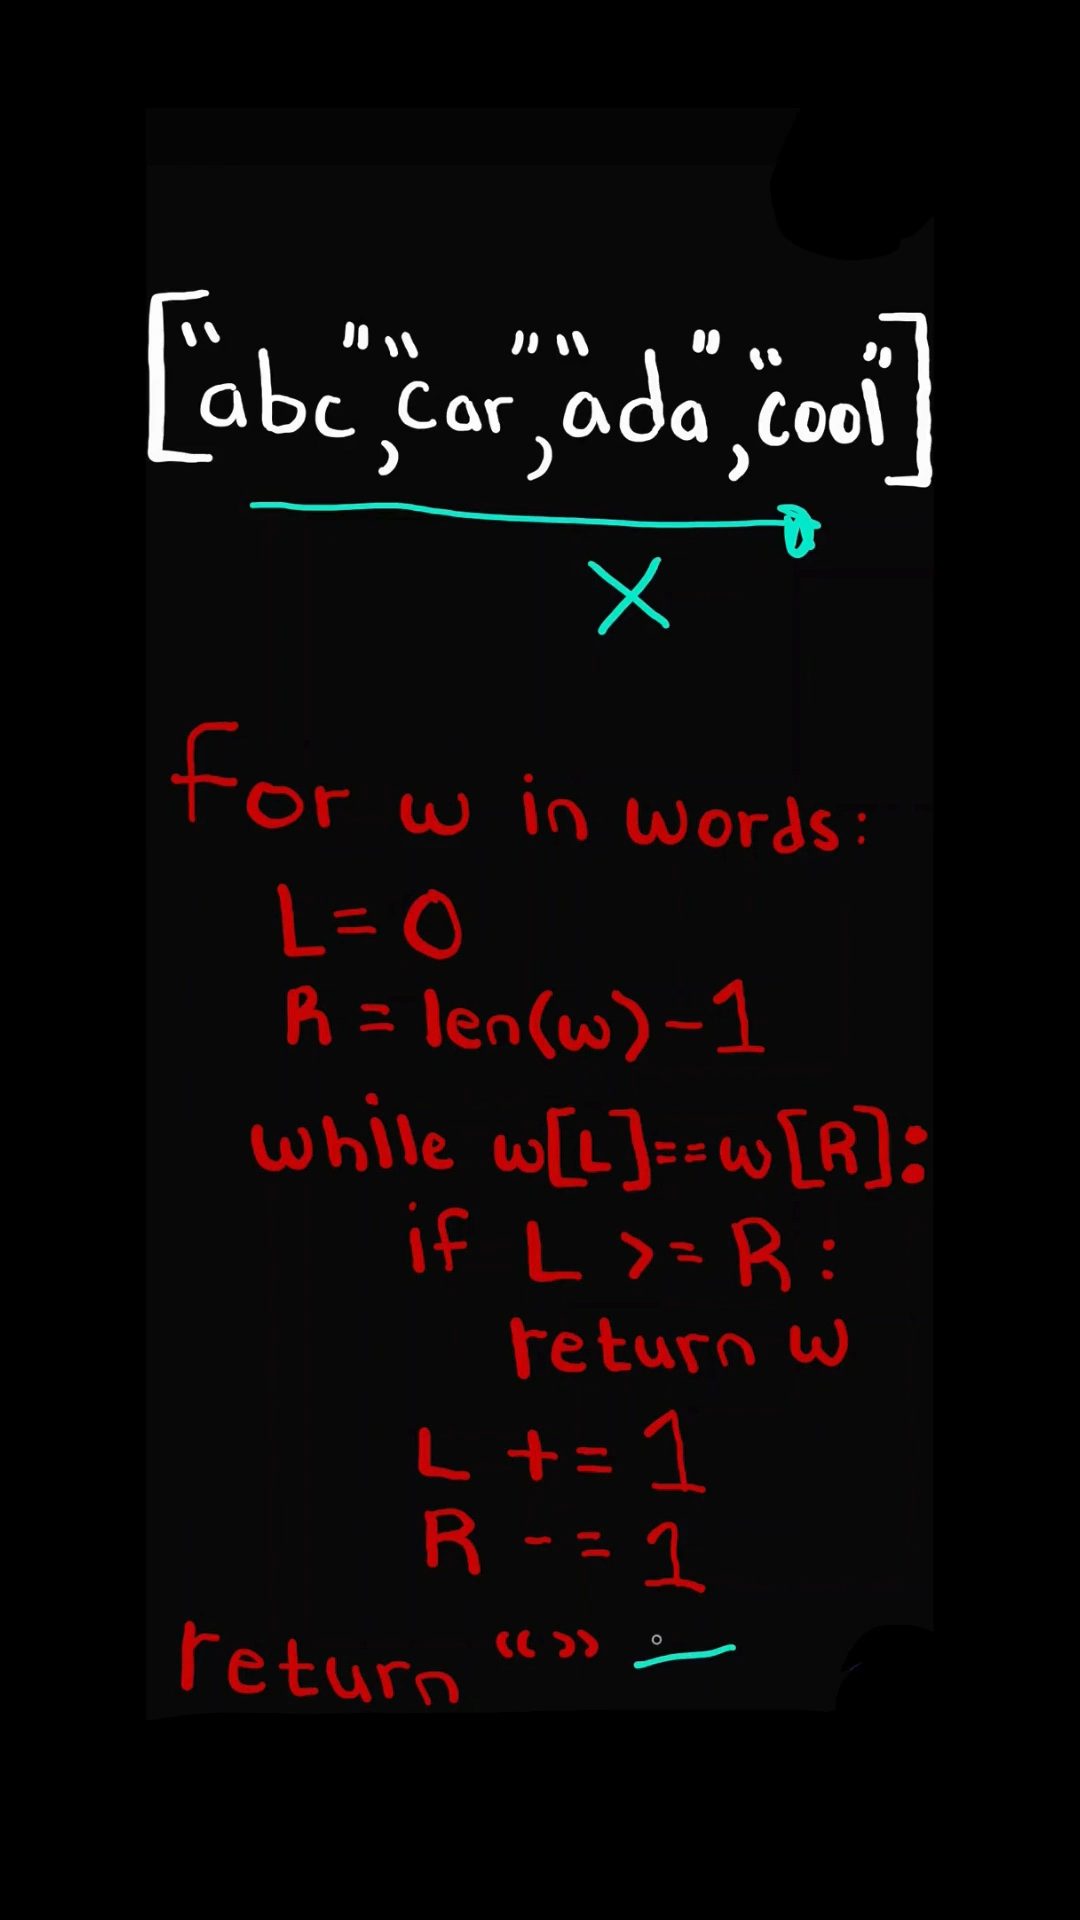 ["abc","car","ada","cool"]
X
for w in words:
L = 0
R = len(w)-1
while w[L]==w[R]:
if L >= R:
return w
L += 1
R -= 1
return “”